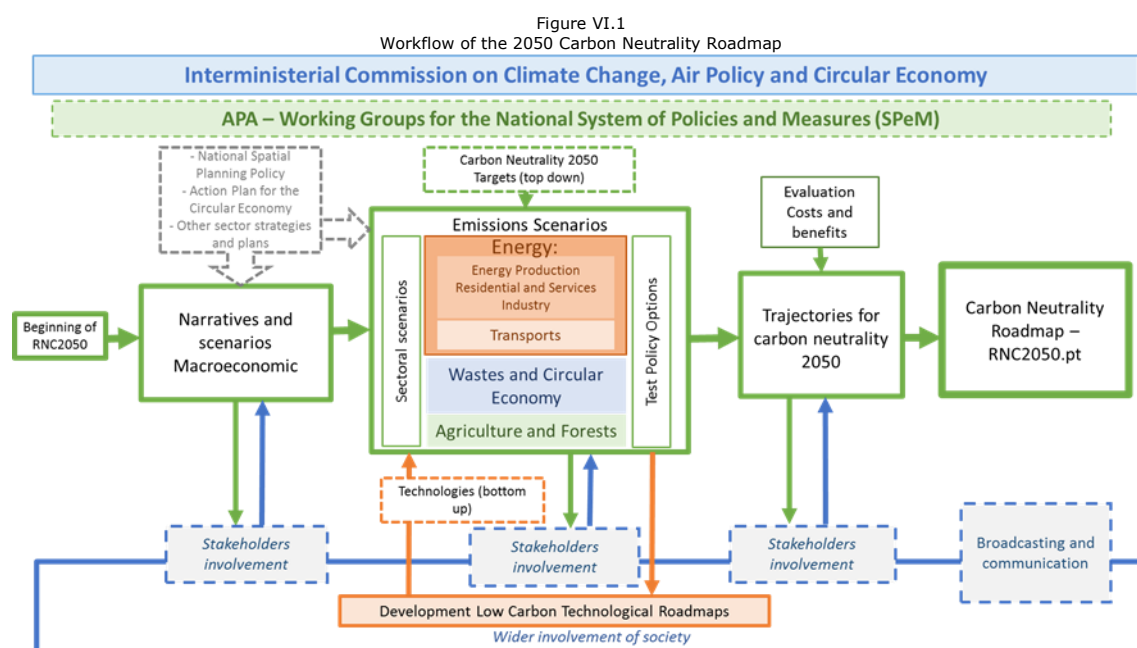 Figure VI.1
Workflow of the 2050 Carbon Neutrality Roadmap
Interministerial Commission on Climate Change, Air Policy and Circular Economy
APA – Working Groups for the National System of Policies and Measures (SPeM)
- National Spatial
Planning Policy
- Action Plan for the
Circular Economy
- Other sector strategies
and plans
Carbon Neutrality 2050
Targets (top down)
Evaluation
Costs and
benefits
Beginning of
RNC2050
Narratives and
scenarios
Macroeconomic
Emissions Scenarios
Sectoral scenarios
Energy:
Energy Production
Residential and Services
Industry
Transports
Wastes and Circular
Economy
Agriculture and Forests
Test Policy Options
Trajectories for
carbon neutrality
2050
Carbon Neutrality
Roadmap –
RNC2050.pt
Technologies (bottom
up)
Stakeholders
involvement
Stakeholders
involvement
Stakeholders
involvement
Broadcasting and
communication
Development Low Carbon Technological Roadmaps
Wider involvement of society